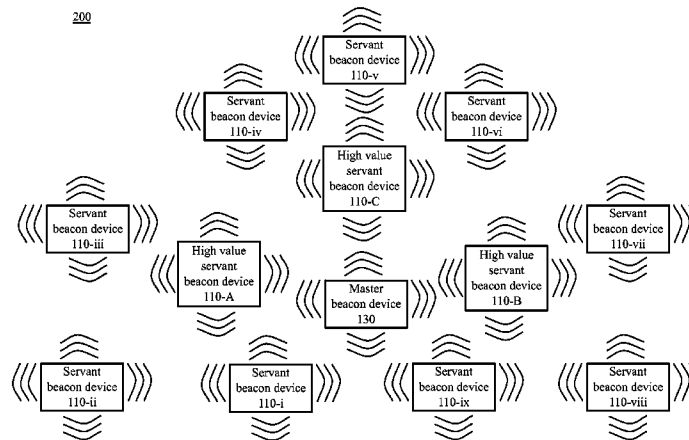 200
Servant
beacon device
110-v
Servant
beacon device
110-iv
Servant
beacon device
110-vi
High value
servant
beacon device
110-C
Servant
beacon device
110-iii
Servant
beacon device
110-vii
High value
servant
beacon device
110-A
High value
servant
beacon device
110-B
Master
beacon device
130
Servant
beacon device
110-ii
Servant
beacon device
110-i
Servant
beacon device
110-ix
Servant
beacon device
110-viii